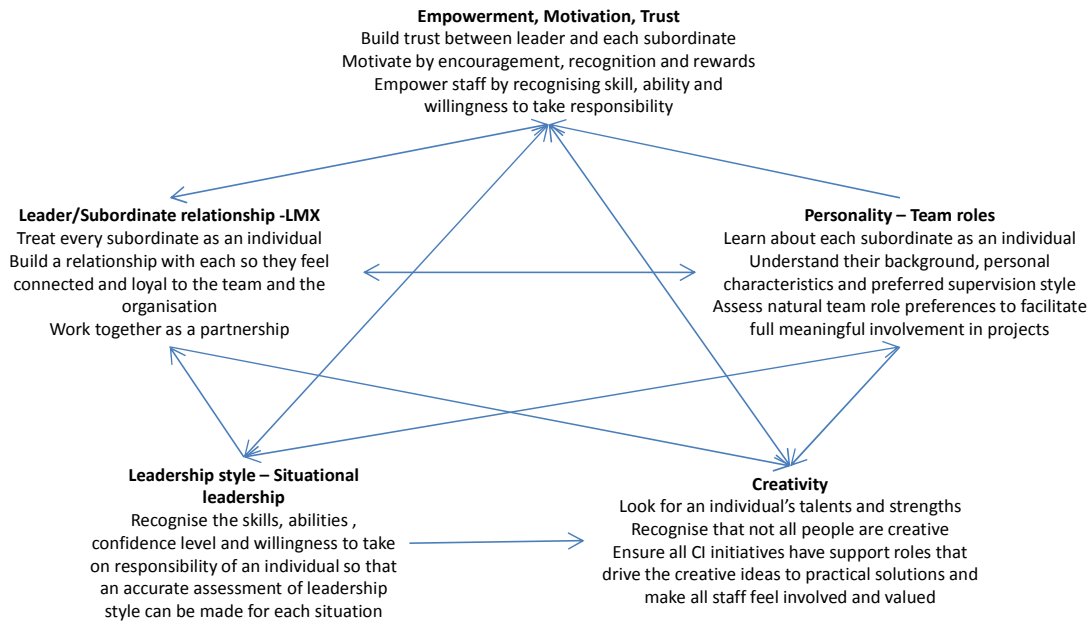 Empowerment, Motivation, Trust
Build trust between leader and each subordinate
Motivate by encouragement, recognition and rewards
Empower staff by recognising skill, ability and
willingness to take responsibility
Leader/Subordinate relationship -LMX
Treat every subordinate as an individual
Build a relationship with each so they feel
connected and loyal to the team and the
organisation
Work together as a partnership
Personality – Team roles
Learn about each subordinate as an individual
Understand their background, personal
characteristics and preferred supervision style
Assess natural team role preferences to facilitate
full meaningful involvement in projects
Leadership style – Situational
leadership
Recognise the skills, abilities ,
confidence level and willingness to take
on responsibility of an individual so that
an accurate assessment of leadership
style can be made for each situation
Creativity
Look for an individual’s talents and strengths
Recognise that not all people are creative
Ensure all CI initiatives have support roles that
drive the creative ideas to practical solutions and
make all staff feel involved and valued